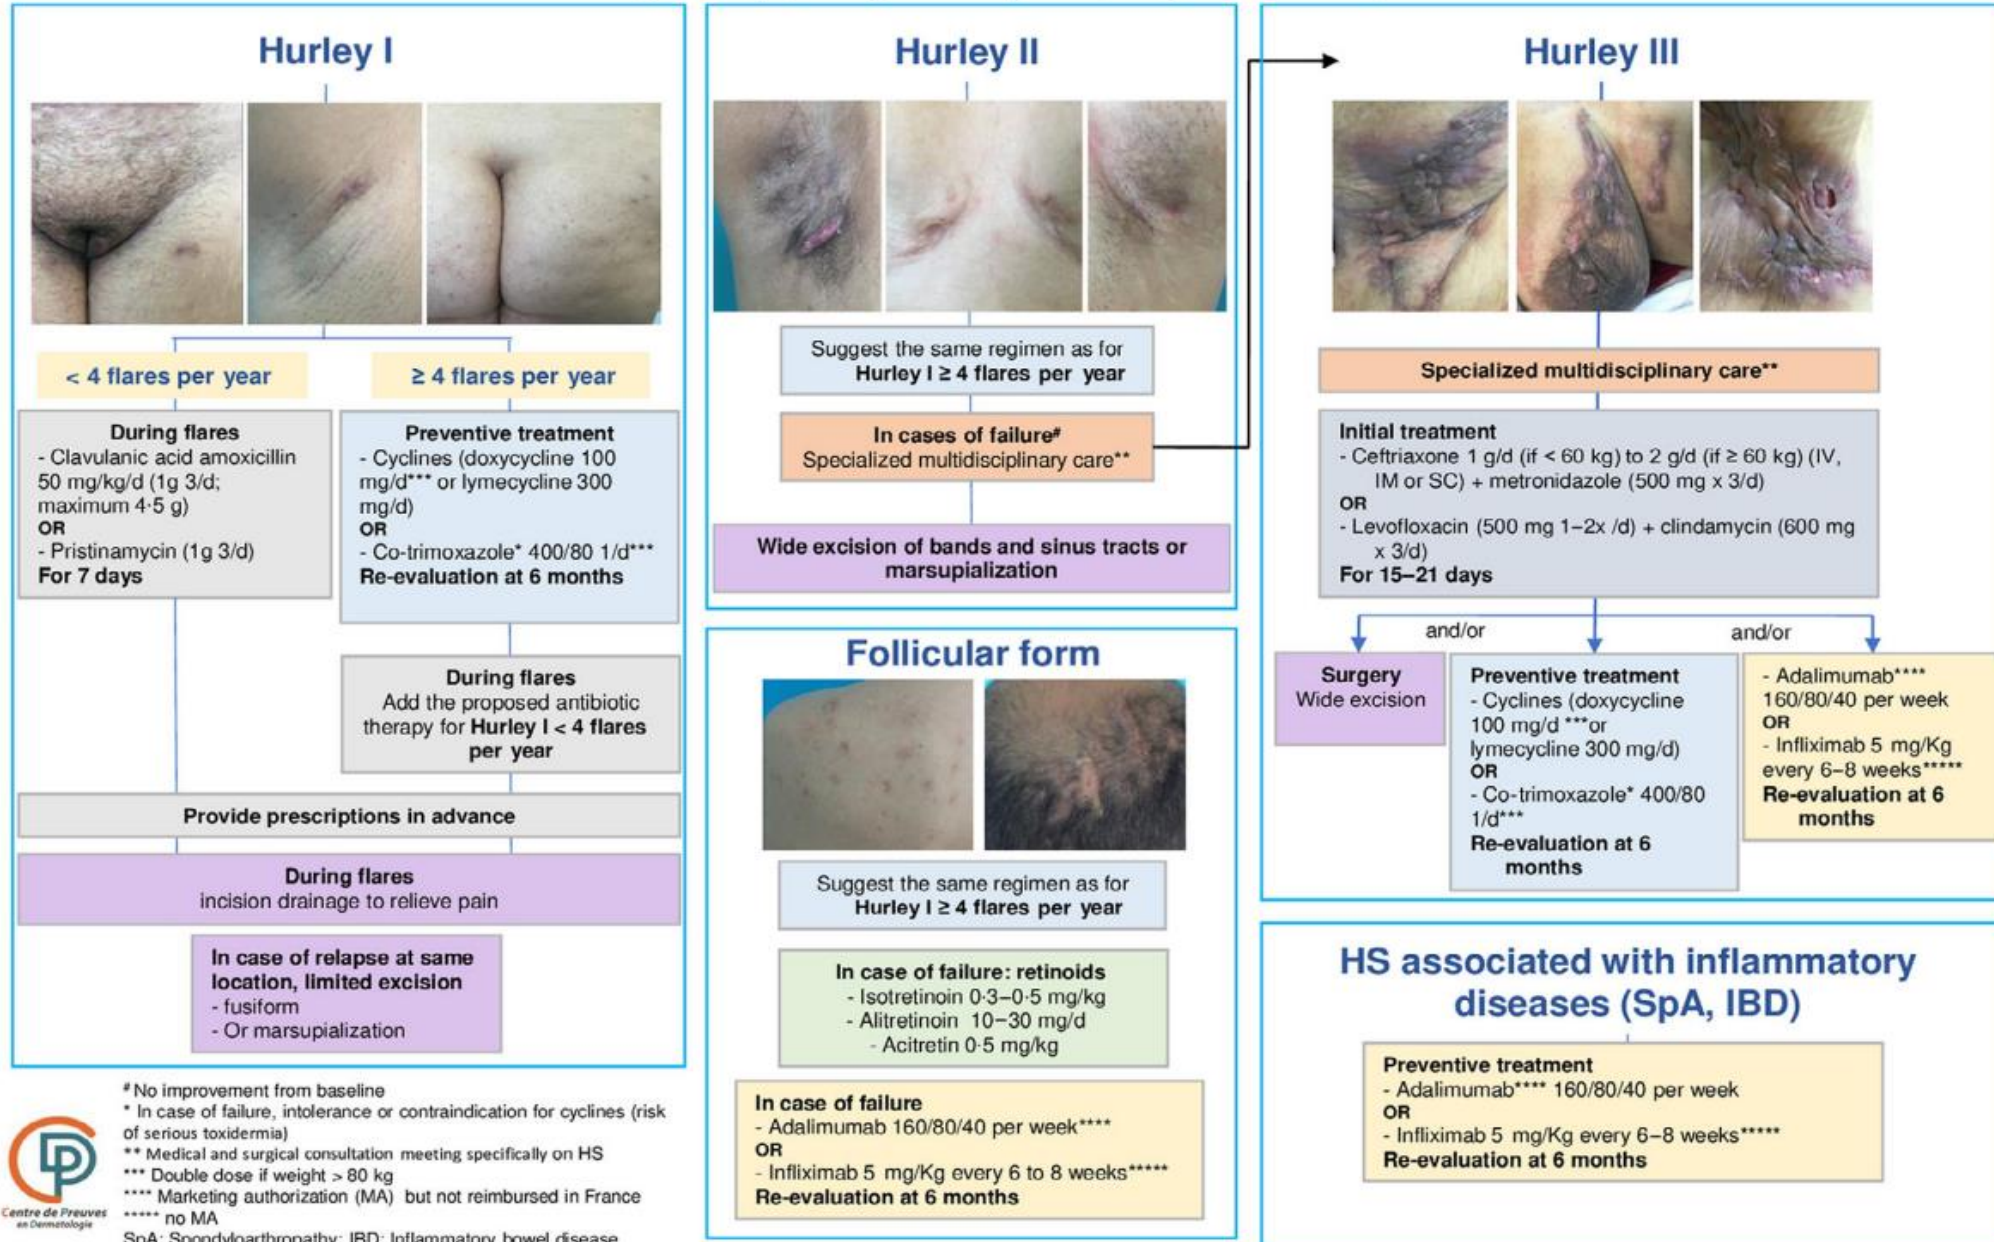 Hurley I
< 4 flares per year
≥ 4 flares per year
During flares
- Clavulanic acid amoxicillin
50 mg/kg/d (1g 3/d;
maximum 4·5 g)
OR
- Pristinamycin (1g 3/d)
For 7 days
Preventive treatment
- Cyclines (doxycycline 100
mg/d*** or lymecycline 300
mg/d)
OR
- Co-trimoxazole* 400/80 1/d***
Re-evaluation at 6 months
During flares
Add the proposed antibiotic
therapy for Hurley I < 4 flares
per year
Provide prescriptions in advance
During flares
incision drainage to relieve pain
In case of relapse at same
location, limited excision
- fusiform
- Or marsupialization
Hurley II
Suggest the same regimen as for
Hurley I ≥ 4 flares per year
In cases of failure#
Specialized multidisciplinary care**
Wide excision of bands and sinus tracts or
marsupialization
Follicular form
Suggest the same regimen as for
Hurley I ≥ 4 flares per year
In case of failure: retinoids
- Isotretinoin 0·3–0·5 mg/kg
- Alitretinoin 10–30 mg/d
- Acitretin 0·5 mg/kg
In case of failure
- Adalimumab 160/80/40 per week****
OR
- Infliximab 5 mg/Kg every 6 to 8 weeks*****
Re-evaluation at 6 months
Hurley III
Specialized multidisciplinary care**
Initial treatment
- Ceftriaxone 1 g/d (if < 60 kg) to 2 g/d (if ≥ 60 kg) (IV,
IM or SC) + metronidazole (500 mg x 3/d)
OR
- Levofloxacin (500 mg 1–2x /d) + clindamycin (600 mg
x 3/d)
For 15–21 days
and/or
and/or
Surgery
Wide excision
Preventive treatment
- Cyclines (doxycycline
100 mg/d ***or
lymecycline 300 mg/d)
OR
- Co-trimoxazole* 400/80
1/d***
Re-evaluation at 6
months
- Adalimumab****
160/80/40 per week
OR
- Infliximab 5 mg/Kg
every 6–8 weeks*****
Re-evaluation at 6
months
HS associated with inflammatory
diseases (SpA, IBD)
Preventive treatment
- Adalimumab**** 160/80/40 per week
OR
- Infliximab 5 mg/Kg every 6–8 weeks*****
Re-evaluation at 6 months
# No improvement from baseline
* In case of failure, intolerance or contraindication for cyclines (risk
of serious toxidermia)
** Medical and surgical consultation meeting specifically on HS
*** Double dose if weight > 80 kg
**** Marketing authorization (MA) but not reimbursed in France
***** no MA
SpA: Spondyloarthropathy; IBD: Inflammatory bowel disease
Centre de Preuves
en Dermatologie